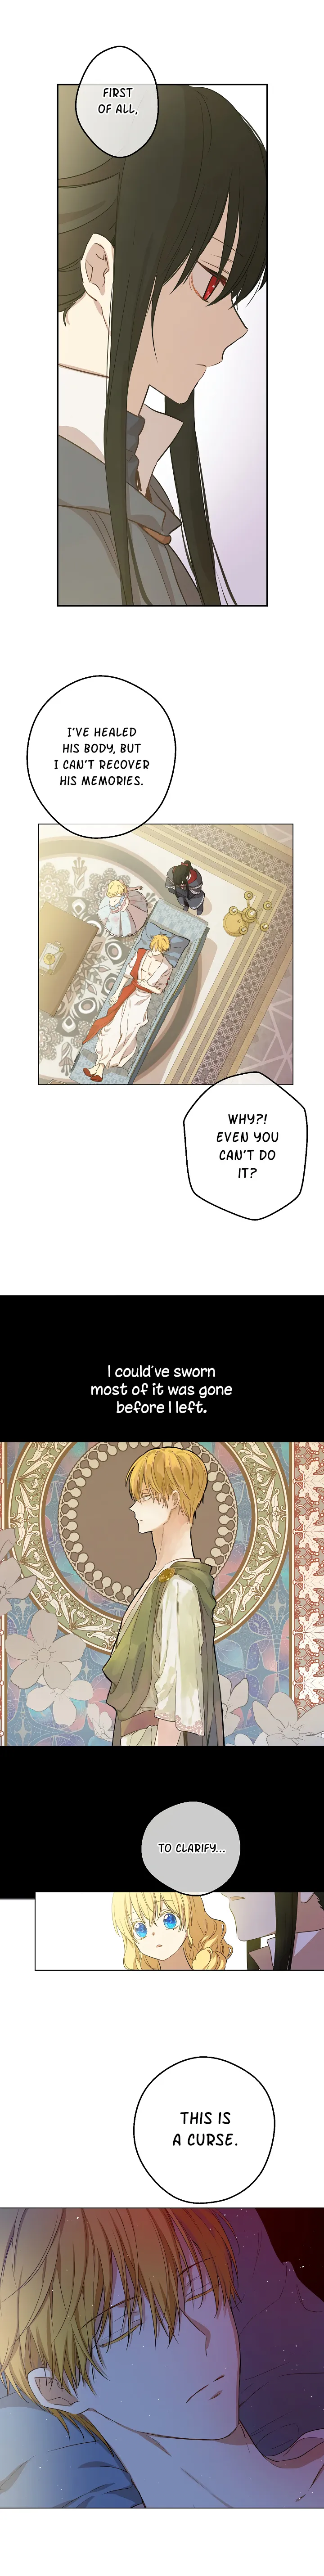 FIRST
OF ALL,
I'VE HEALED
HIS BODY, BUT
I CAN'T RECOVER
HIS MEMORIES.
WHY?!
EVEN YOU
CAN'T DO
IT?
I could've sworn
most of it was gone
before I left.
TO CLARIFY...
THIS IS
A CURSE.